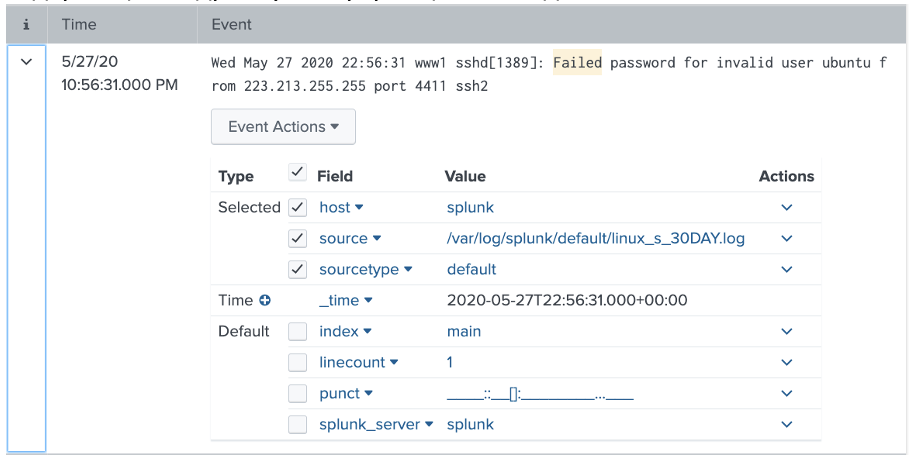 i Time Event
5/27/20
10:56:31.000 PM
Wed May 27 2020 22:56:31 www1 sshd[1389]: Failed password for invalid user ubuntu f
rom 223.213.255.255 port 4411 ssh2
Event Actions
Type Field Value Actions
Selected host splunk
source /var/log/splunk/default/linux_s_30DAY.log
sourcetype default
Time _time 2020-05-27T22:56:31.000+00:00
Default index main
linecount 1
punct ____::__[]:__________...____
splunk_server splunk